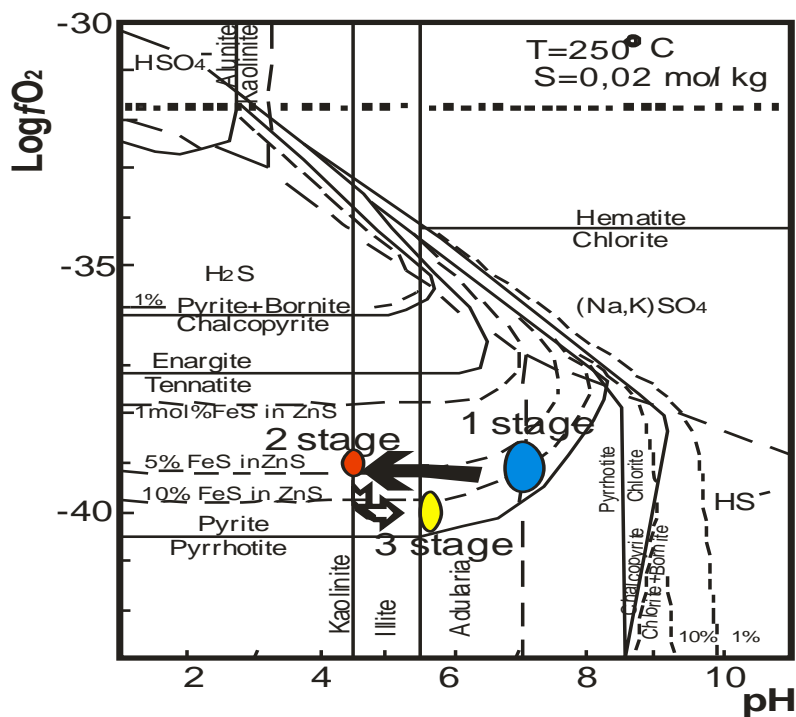 -30
T=250° C
S=0,02 mol/ kg
HSO4-
Alunite
Kaolinite
LogfO2
Hematite
Chlorite
-35
H2S
(Na,K)SO4
1% Pyrite+Bornite
Chalcopyrite
Enargite
Tennatite
1mol%FeS in ZnS
1 stage
2 stage
5% FeS inZnS
10% FeS in ZnS
-40
HS-
Pyrite
Pyrrhotite
3 stage
Kaolinite
Illite
Adularia
Pyrrhotite
Chlorite
Chalcopyrite
Chlorite+Bornite
10% 1%
2 4 6 8 10
pH